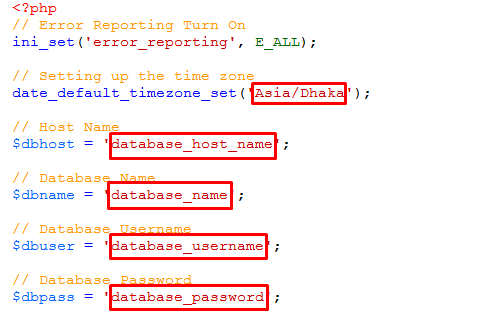 <?php
// Error Reporting Turn On
ini_set('error_reporting', E_ALL);
// Setting up the time zone
date_default_timezone_set('Asia/Dhaka');
// Host Name
$dbhost = 'database_host_name';
// Database Name
$dbname = 'database_name';
// Database Username
$dbuser = 'database_username';
// Database Password
$dbpass = 'database_password';